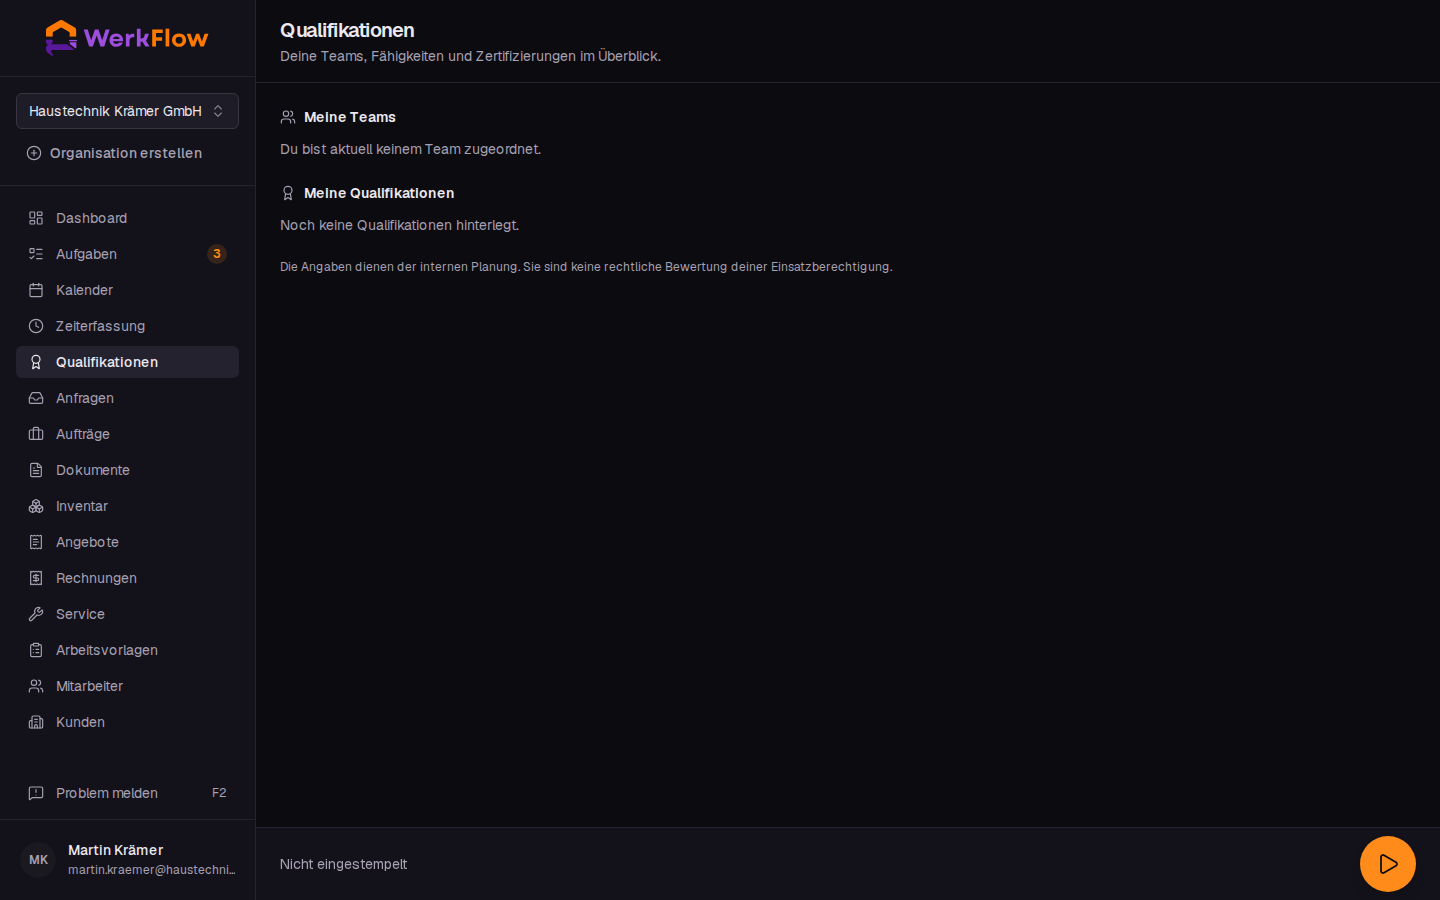 WerkFlow
Haustechnik Krämer GmbH
Organisation erstellen
Dashboard
Aufgaben 3
Kalender
Zeiterfassung
Qualifikationen
Anfragen
Aufträge
Dokumente
Inventar
Angebote
Rechnungen
Service
Arbeitsvorlagen
Mitarbeiter
Kunden
Problem melden F2
MK
Martin Krämer
martin.kraemer@haustechni...
Qualifikationen
Deine Teams, Fähigkeiten und Zertifizierungen im Überblick.
Meine Teams
Du bist aktuell keinem Team zugeordnet.
Meine Qualifikationen
Noch keine Qualifikationen hinterlegt.
Die Angaben dienen der internen Planung. Sie sind keine rechtliche Bewertung deiner Einsatzberechtigung.
Nicht eingestempelt